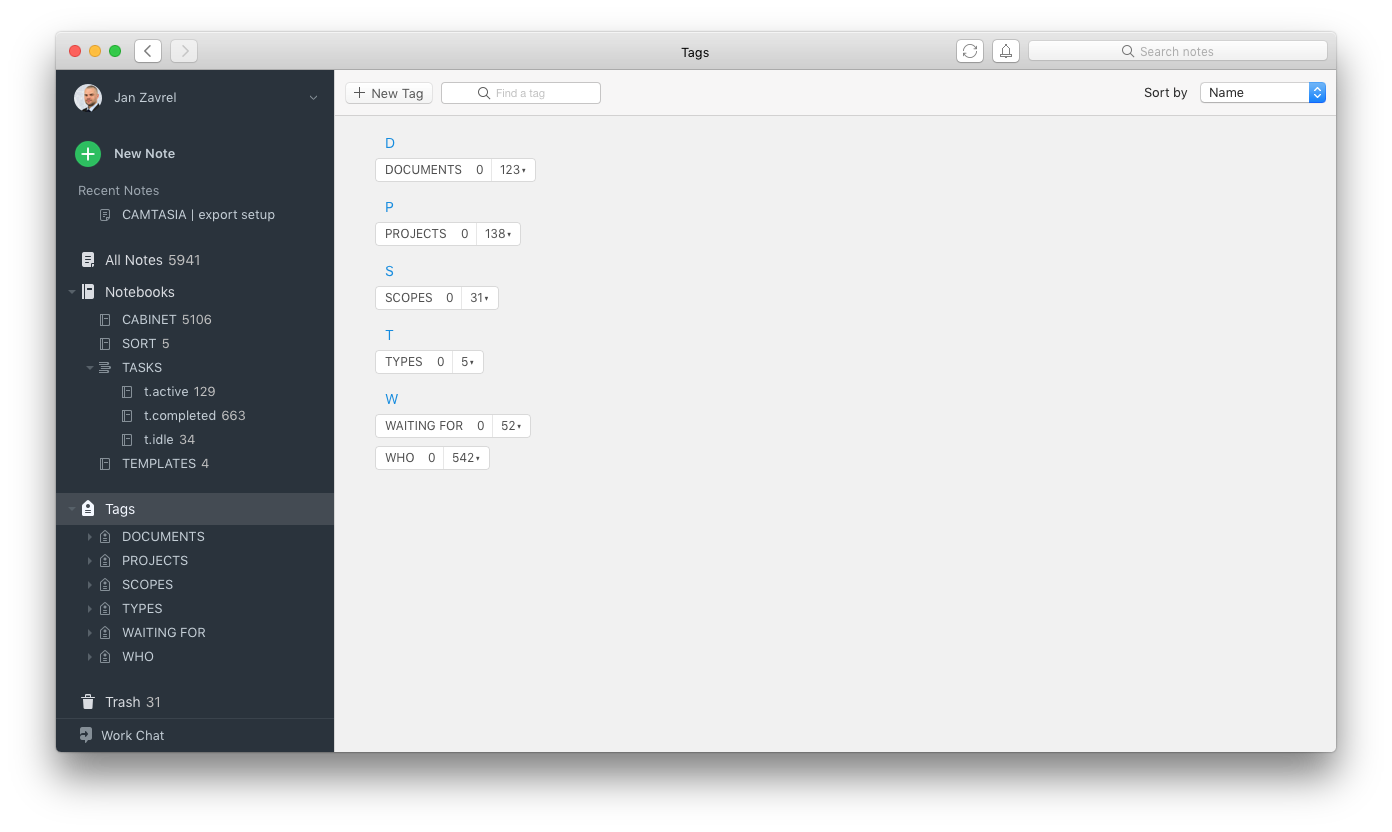 Tags
Search notes
Jan Zavrel
New Note
Recent Notes
CAMTASIA | export setup
All Notes 5941
Notebooks
CABINET 5106
SORT 5
TASKS
t.active 129
t.completed 663
t.idle 34
TEMPLATES 4
Tags
DOCUMENTS
PROJECTS
SCOPES
TYPES
WAITING FOR
WHO
Trash 31
Work Chat
New Tag
Find a tag
Sort by Name
D
DOCUMENTS 0 123
P
PROJECTS 0 138
S
SCOPES 0 31
T
TYPES 0 5
W
WAITING FOR 0 52
WHO 0 542